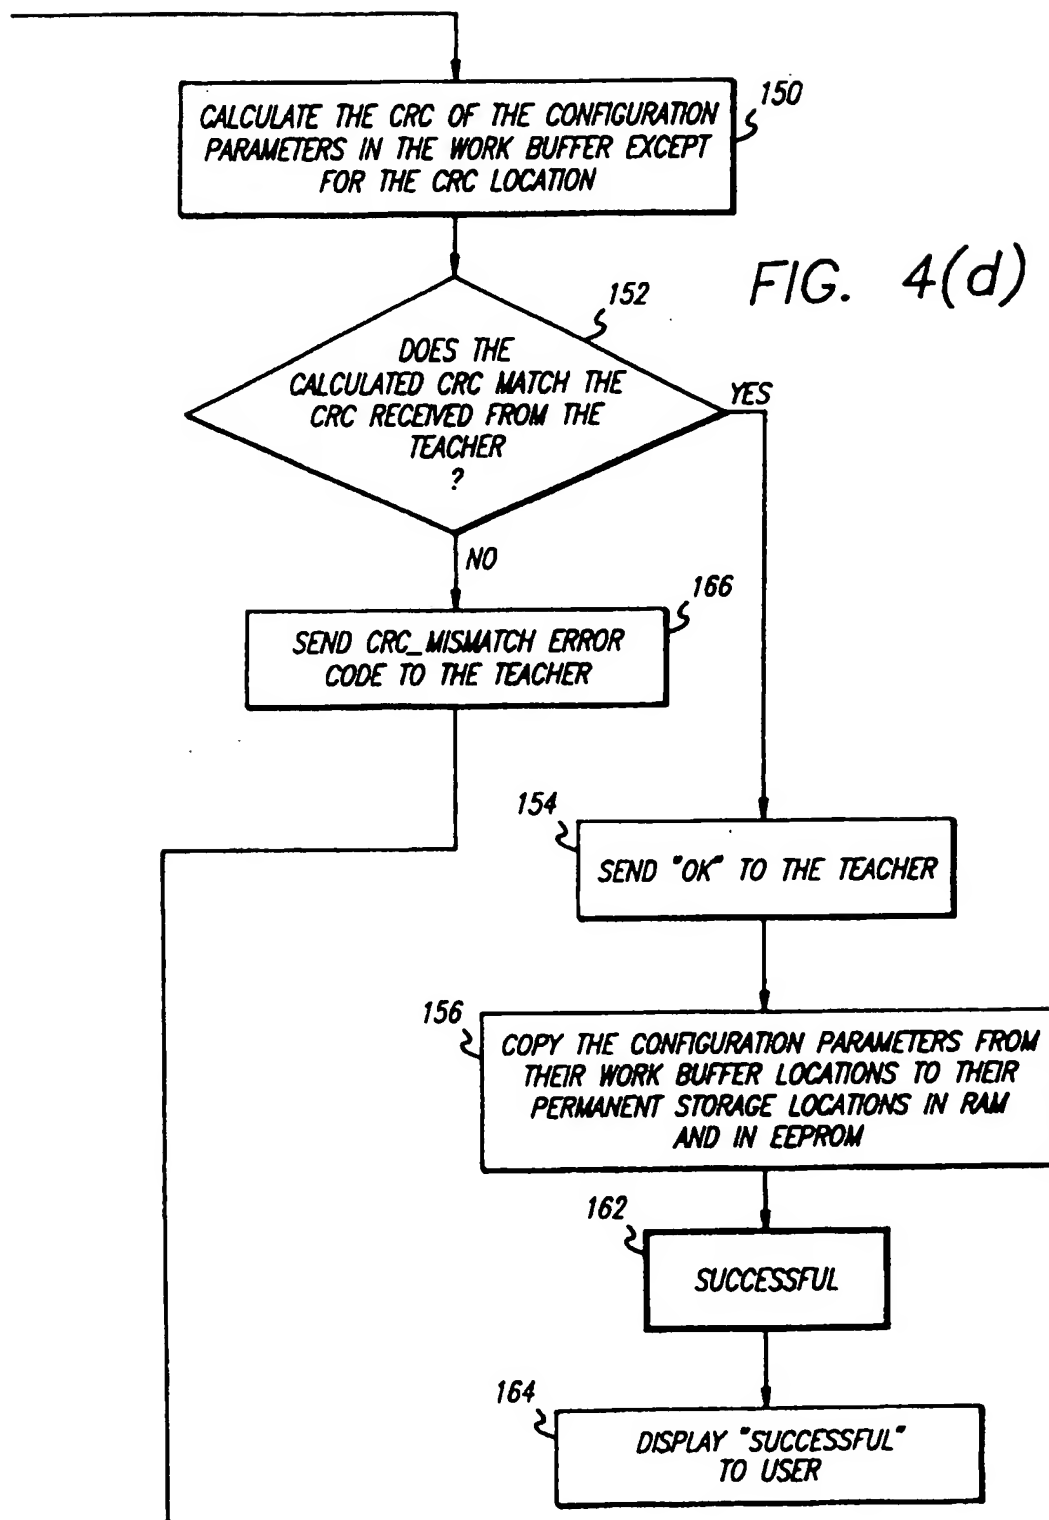 150
CALCULATE THE CRC OF THE CONFIGURATION
PARAMETERS IN THE WORK BUFFER EXCEPT
FOR THE CRC LOCATION
FIG. 4(d)
152
DOES THE
CALCULATED CRC MATCH THE
CRC RECEIVED FROM THE
TEACHER
?
YES
NO
166
SEND CRC_MISMATCH ERROR
CODE TO THE TEACHER
154
SEND "OK" TO THE TEACHER
156
COPY THE CONFIGURATION PARAMETERS FROM
THEIR WORK BUFFER LOCATIONS TO THEIR
PERMANENT STORAGE LOCATIONS IN RAM
AND IN EEPROM
162
SUCCESSFUL
164
DISPLAY "SUCCESSFUL"
TO USER